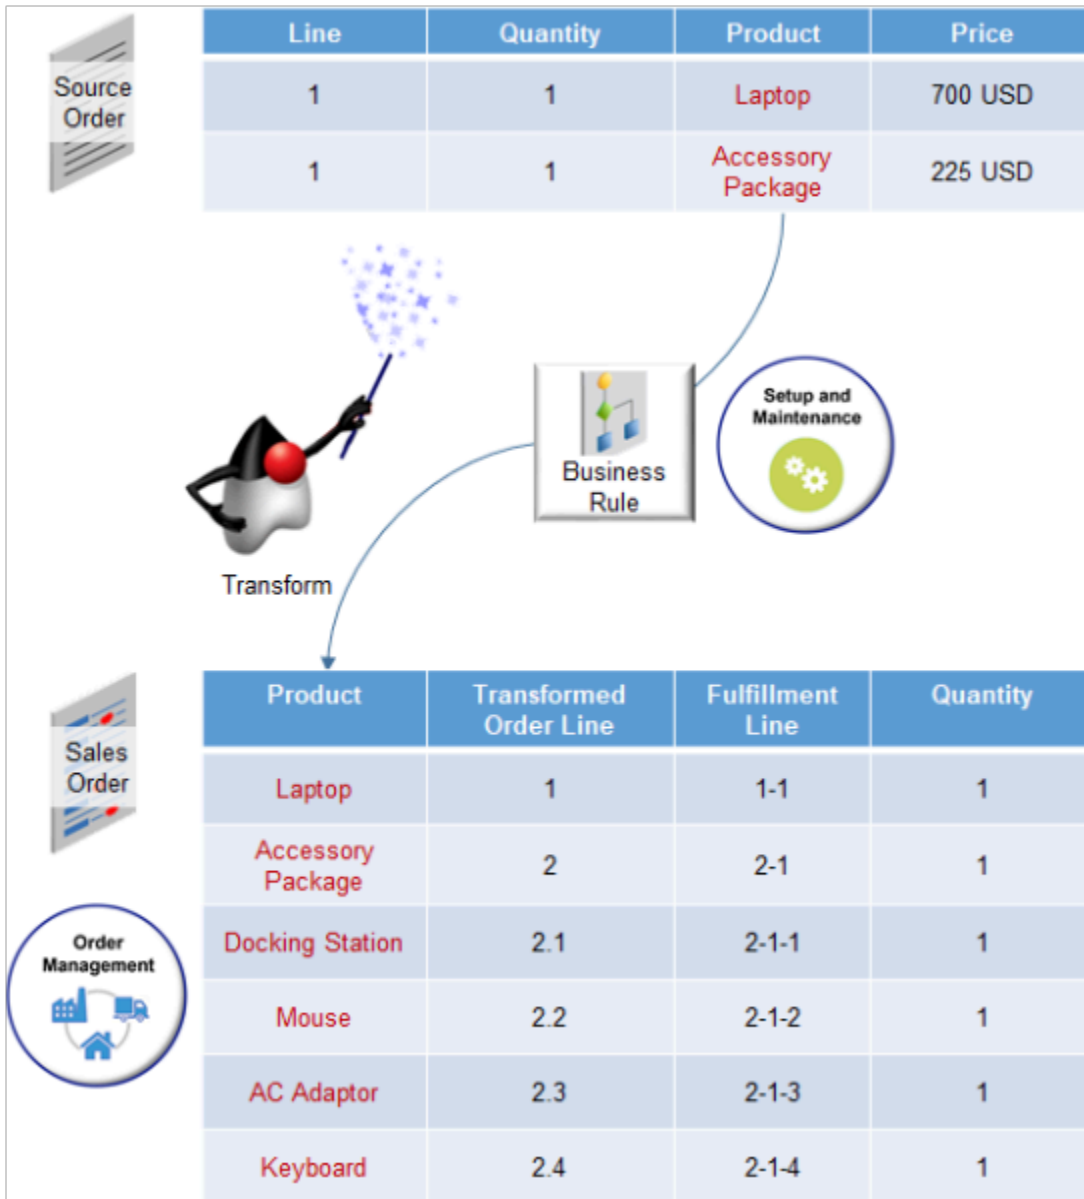 Line Quantity Product Price
Source
Order
1 1 Laptop 700 USD
1 1 Accessory
Package 225 USD
Setup and
Maintenance
Business
Rule
Transform
Product Transformed
Order Line Fulfillment
Line Quantity
Sales
Order
Laptop 1 1-1 1
Accessory
Package 2 2-1 1
Order
Management
Docking Station 2.1 2-1-1 1
Mouse 2.2 2-1-2 1
AC Adaptor 2.3 2-1-3 1
Keyboard 2.4 2-1-4 1